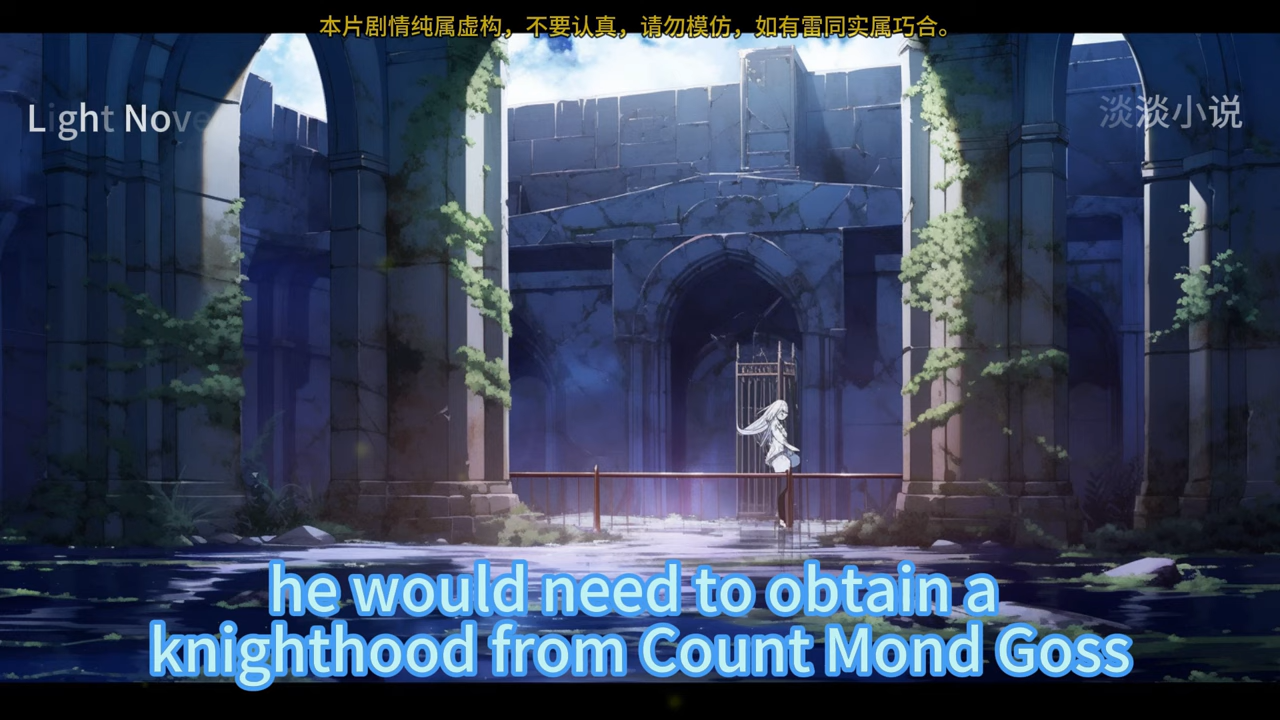 本片剧情纯属虚构，不要认真，请勿模仿，如有雷同实属巧合。
Light Nove
淡淡小说
he would need to obtain a
knighthood from Count Mond Goss